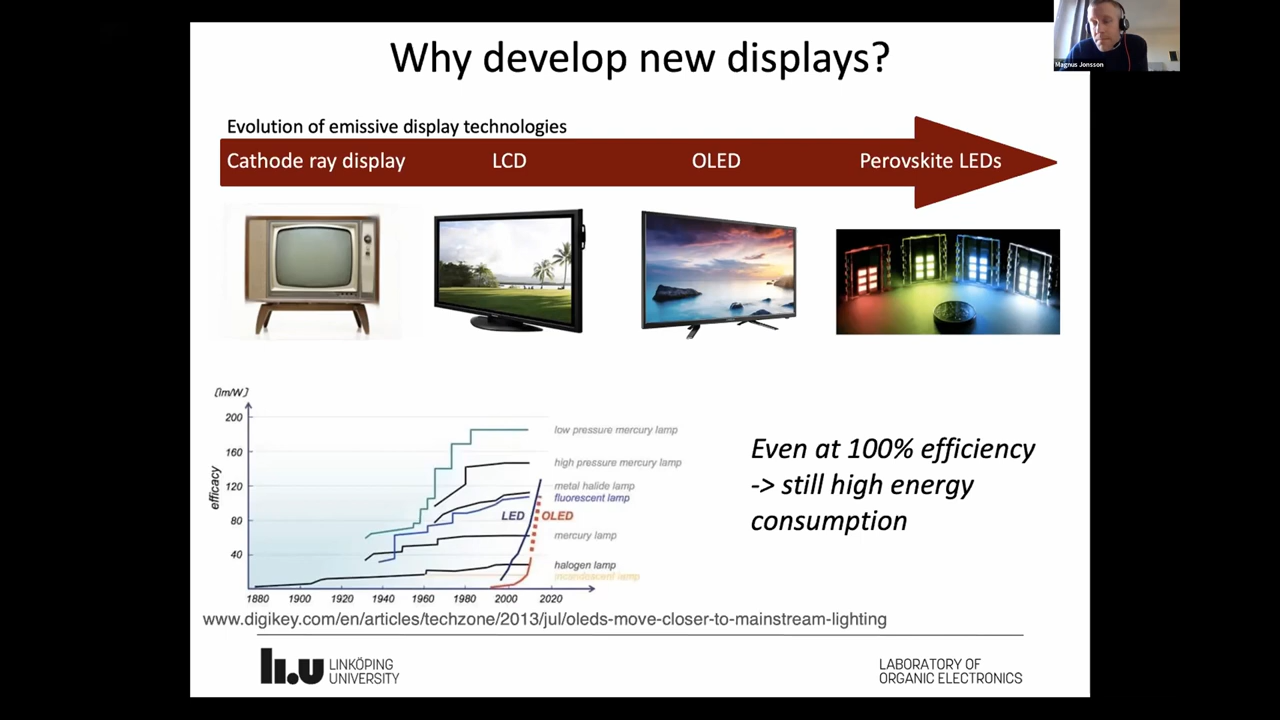 Why develop new displays?
Magnus Jonsson
Evolution of emissive display technologies
Cathode ray display
LCD
OLED
Perovskite LEDs
[lm/W]
200
160
120
80
40
efficacy
low pressure mercury lamp
high pressure mercury lamp
metal halide lamp
fluorescent lamp
LED
OLED
mercury lamp
halogen lamp
incandescent lamp
1880 1900 1920 1940 1960 1980 2000 2020
Even at 100% efficiency
-> still high energy
consumption
www.digikey.com/en/articles/techzone/2013/jul/oleds-move-closer-to-mainstream-lighting
li.u LINKÖPING
UNIVERSITY
LABORATORY OF
ORGANIC ELECTRONICS